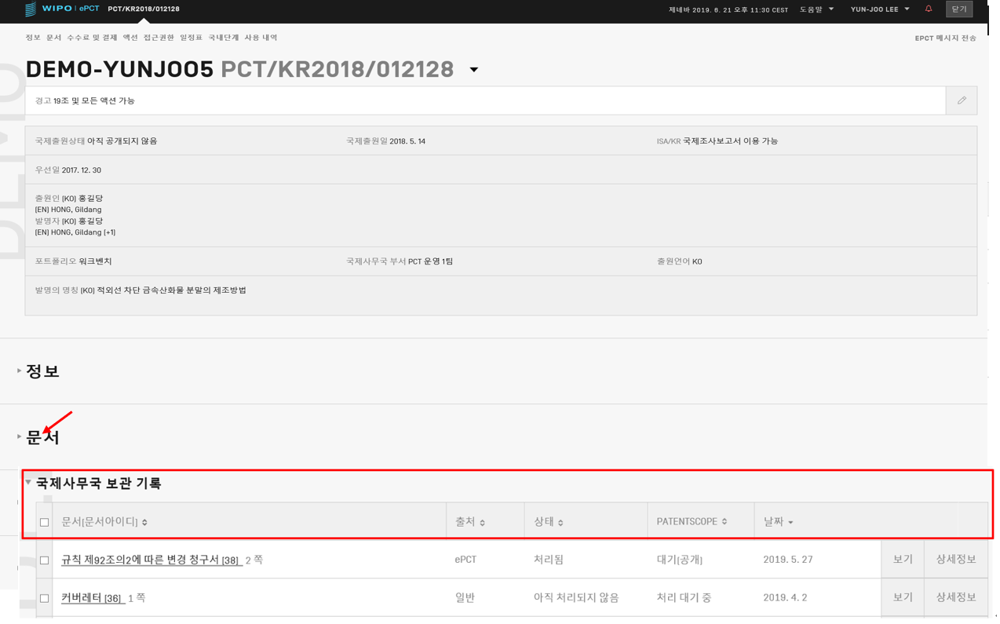 WIPO | ePCT PCT/KR2018/012128 제네바 2019. 6. 21 오후 11:30 CEST 도움말 YUN-JOO LEE 닫기
정보 문서 수수료 및 결제 액션 접근권한 일정표 국내단계 사용 내역 EPCT 메시지 전송
DEMO-YUNJOO5 PCT/KR2018/012128
경고 19조 및 모든 액션 가능
국제출원상태 아직 공개되지 않음 국제출원일 2018. 5. 14 ISA/KR 국제조사보고서 이용 가능
우선일 2017. 12. 30
출원인 [KO] 홍길당
[EN] HONG, Gildang
발명자 [KO] 홍길당
[EN] HONG, Gildang (+1)
포트폴리오 워크벤치 국제사무국 부서 PCT 운영 1팀 출원언어 KO
발명의 명칭 [KO] 적외선 차단 금속산화물 분말의 제조방법
정보
문서
국제사무국 보관 기록
문서[문서아이디] 출처 상태 PATENTSCOPE 날짜
규칙 제92조의2에 따른 변경 청구서 [38] 2 쪽 ePCT 처리됨 대기[공개] 2019. 5. 27 보기 상세정보
커버레터 [36] 1 쪽 일반 아직 처리되지 않음 처리 대기 중 2019. 4. 2 보기 상세정보